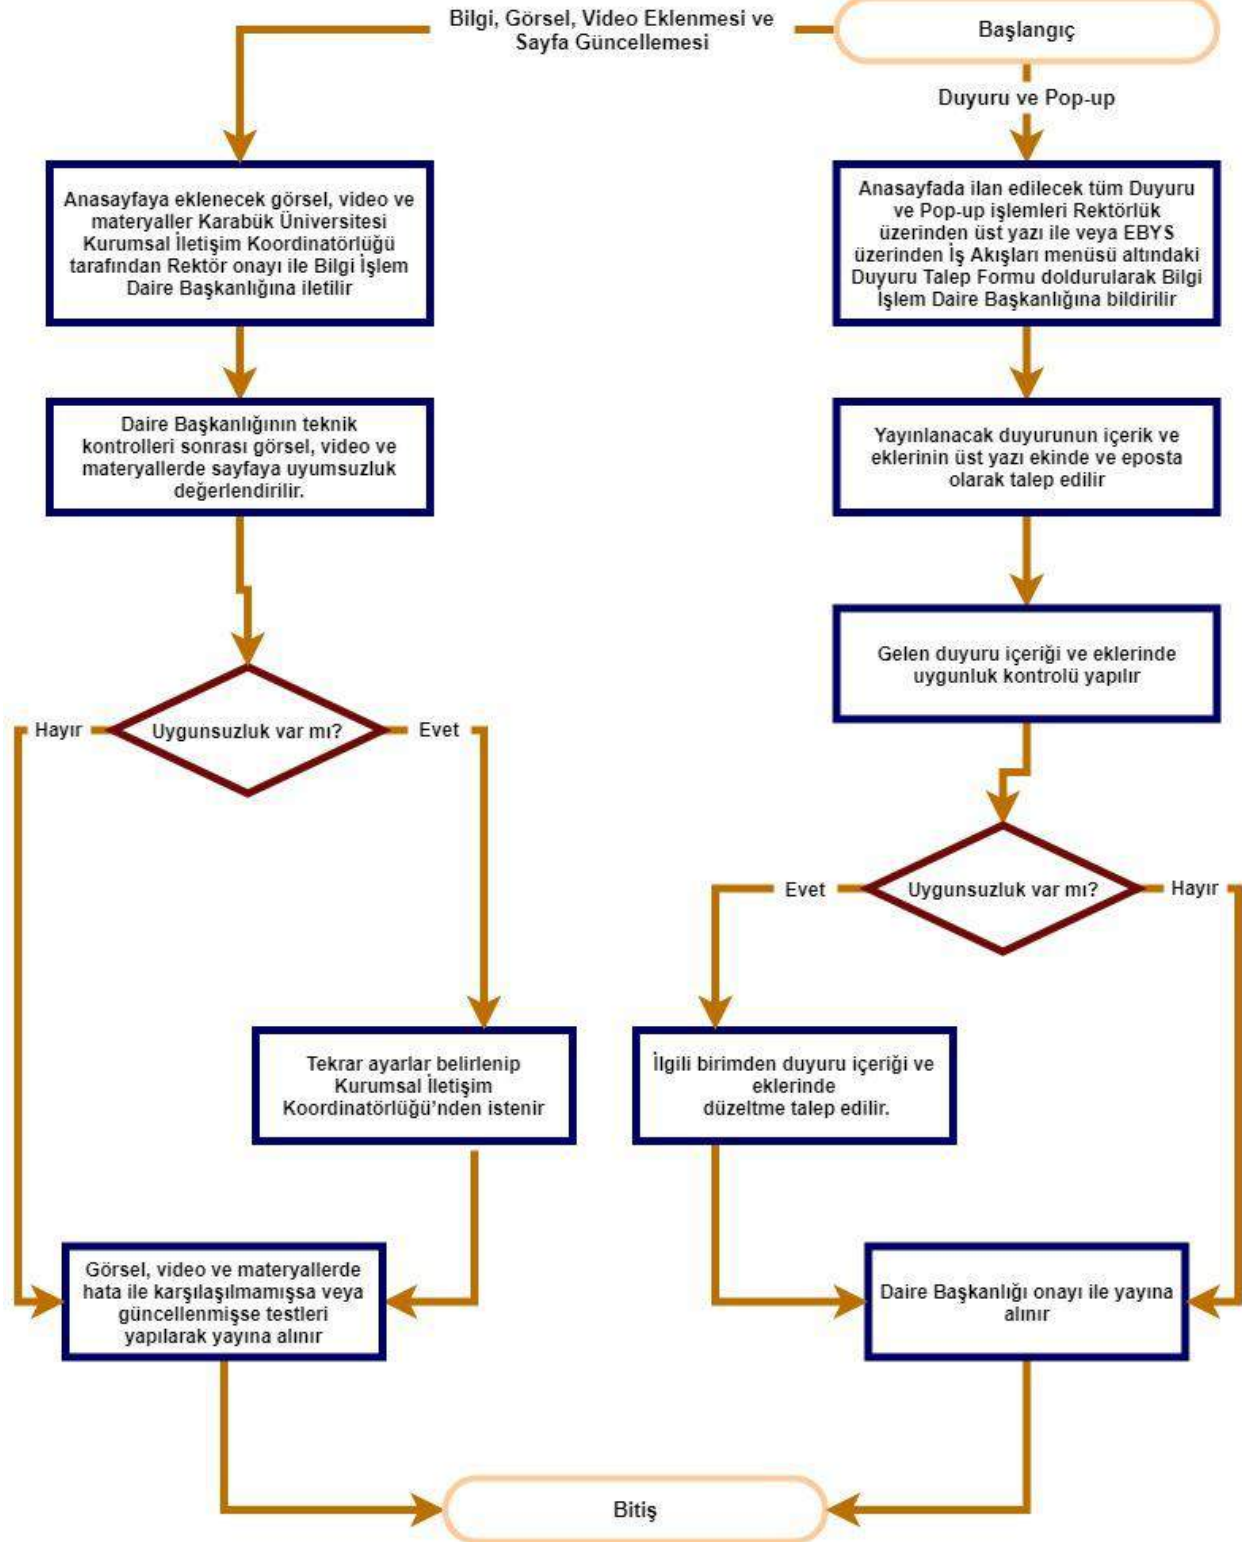 Bilgi, Görsel, Video Eklenmesi ve
Sayfa Güncellemesi
Başlangıç
Duyuru ve Pop-up
Anasayfaya eklenecek görsel, video ve
materyaller Karabük Üniversitesi
Kurumsal İletişim Koordinatörlüğü
tarafından Rektör onayı ile Bilgi İşlem
Daire Başkanlığına iletilir
Anasayfada ilan edilecek tüm Duyuru
ve Pop-up işlemleri Rektörlük
üzerinden üst yazı ile veya EBYS
üzerinden İş Akışları menüsü altındaki
Duyuru Talep Formu doldurularak Bilgi
İşlem Daire Başkanlığına bildirilir
Daire Başkanlığının teknik
kontrolleri sonrası görsel, video ve
materyallerde sayfaya uyumsuzluk
değerlendirilir.
Yayınlanacak duyurunun içerik ve
eklerinin üst yazı ekinde ve eposta
olarak talep edilir
Gelen duyuru içeriği ve eklerinde
uygunluk kontrolü yapılır
Hayır
Uygunsuzluk var mı?
Evet
Evet
Uygunsuzluk var mı?
Hayır
Tekrar ayarlar belirlenip
Kurumsal İletişim
Koordinatörlüğü’nden istenir
İlgili birimden duyuru içeriği ve
eklerinde
düzeltme talep edilir.
Görsel, video ve materyallerde
hata ile karşılaşılmamışsa veya
güncellenmişse testleri
yapılarak yayına alınır
Daire Başkanlığı onayı ile yayına
alınır
Bitiş